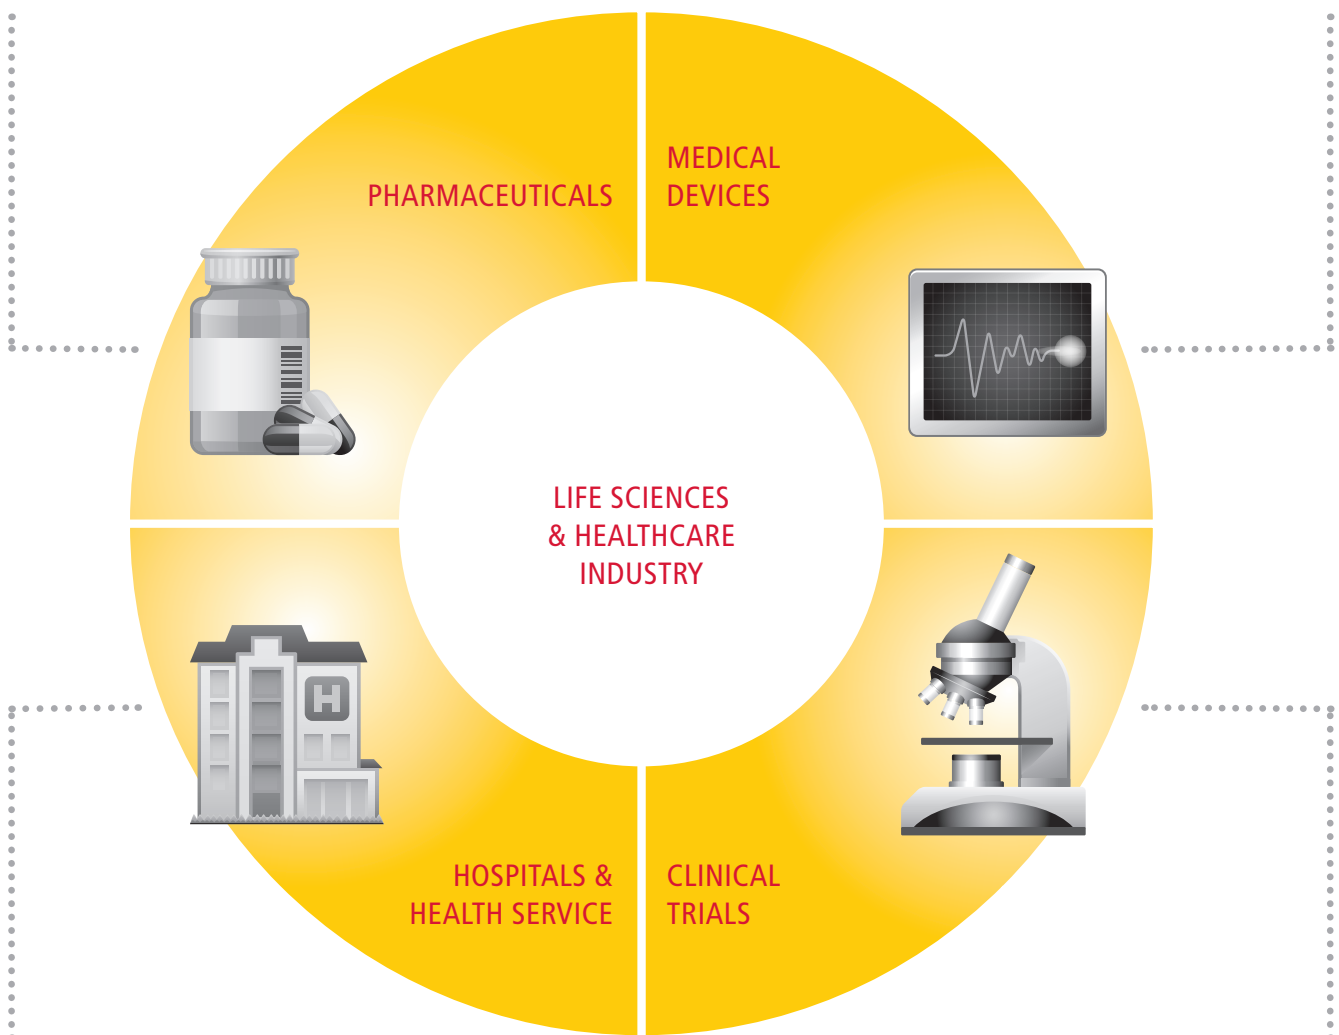 PHARMACEUTICALS
MEDICAL
DEVICES
LIFE SCIENCES
& HEALTHCARE
INDUSTRY
H
HOSPITALS &
HEALTH SERVICE
CLINICAL
TRIALS